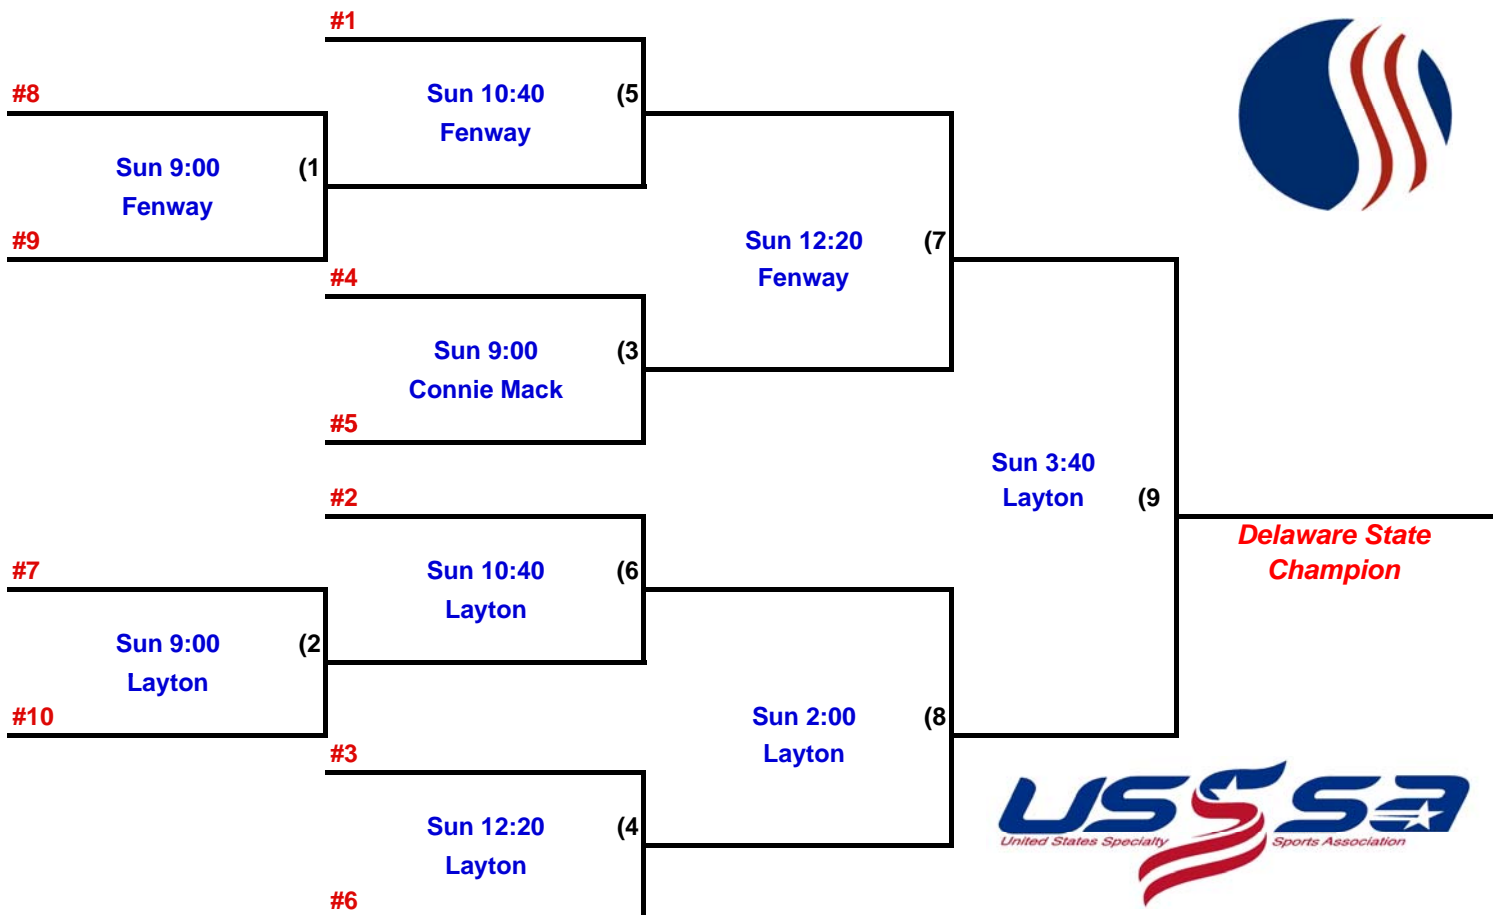 #1
#8
Sun 10:40 (5
Fenway
Sun 9:00 (1
Fenway
#9
#4
Sun 12:20 (7
Fenway
Sun 9:00 (3
Connie Mack
#5
Sun 3:40
Layton (9
#2
Delaware State
Champion
#7
Sun 10:40 (6
Layton
Sun 9:00 (2
Layton
#10
Sun 2:00 (8
Layton
#3
USSSA
United States Specialty Sports Association
Sun 12:20 (4
Layton
#6